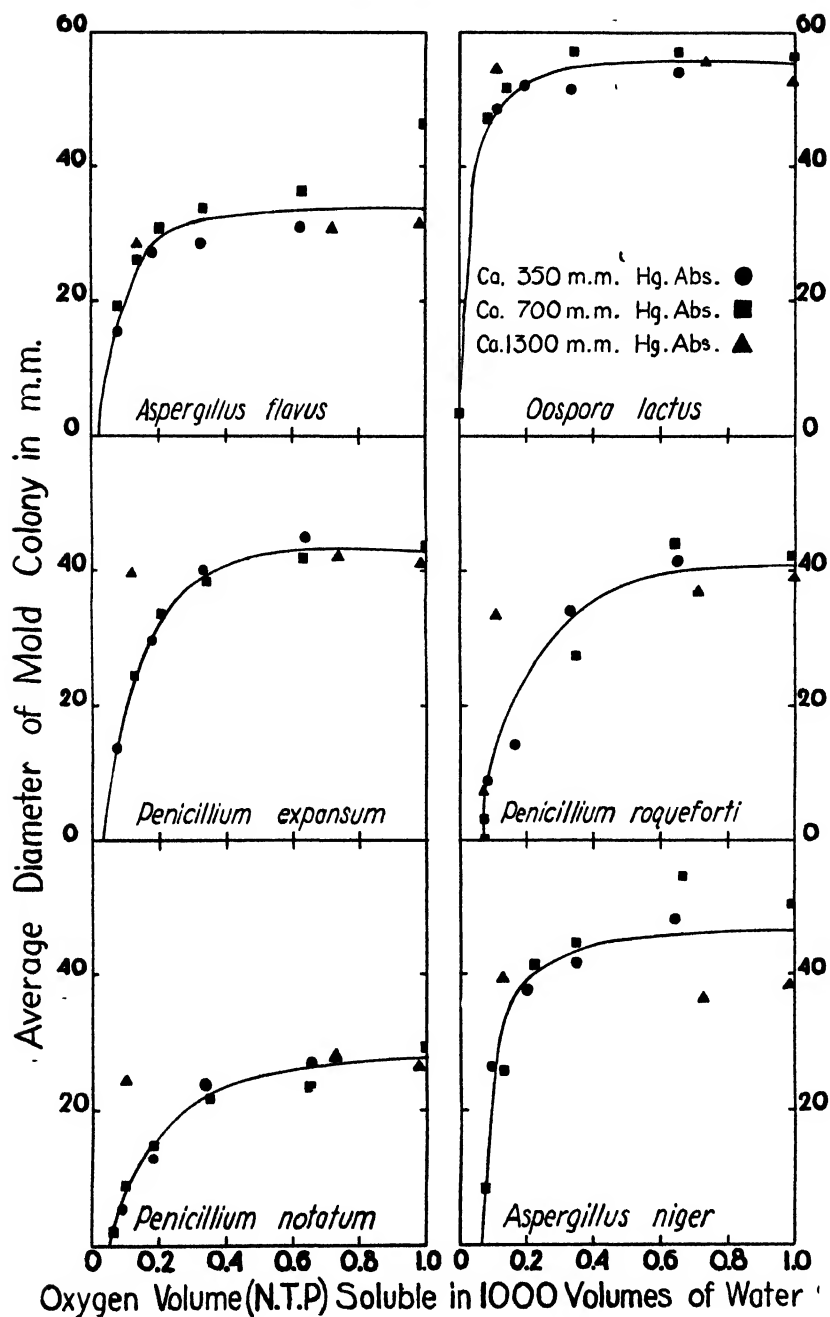 60
60
40
40
20
20
Ca. 350 m.m. Hg. Abs.
Ca. 700 m.m. Hg. Abs.
Ca. 1300 m.m. Hg. Abs.
Aspergillus flavus
Oospora lactus
0
0
40
40
20
20
Penicillium expansum
Penicillium roqueforti
0
0
40
40
20
20
Penicillium notatum
Aspergillus niger
0 0.2 0.4 0.6 0.8 1.0
0 0.2 0.4 0.6 0.8 1.0
Average Diameter of Mold Colony in m.m.
Oxygen Volume (N.T.P) Soluble in 1000 Volumes of Water